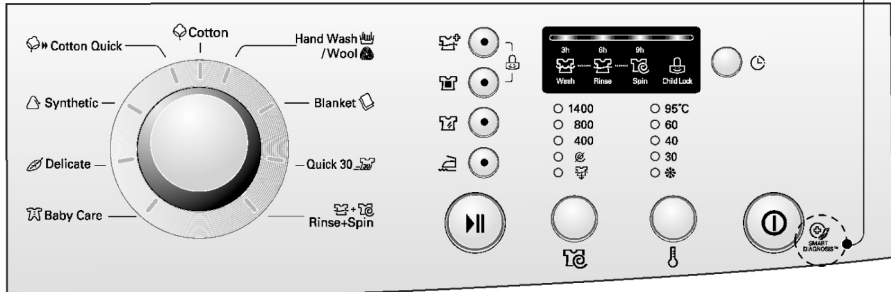 Cotton
Cotton Quick
Synthetic
Delicate
Baby Care
Hand Wash
/Wool
Blanket
Quick 30
Rinse+Spin
3h 6h 9h
Wash Rinse Spin Child Lock
1400
800
400
95°C
60
40
30
SMART
DIAGNOSIS™